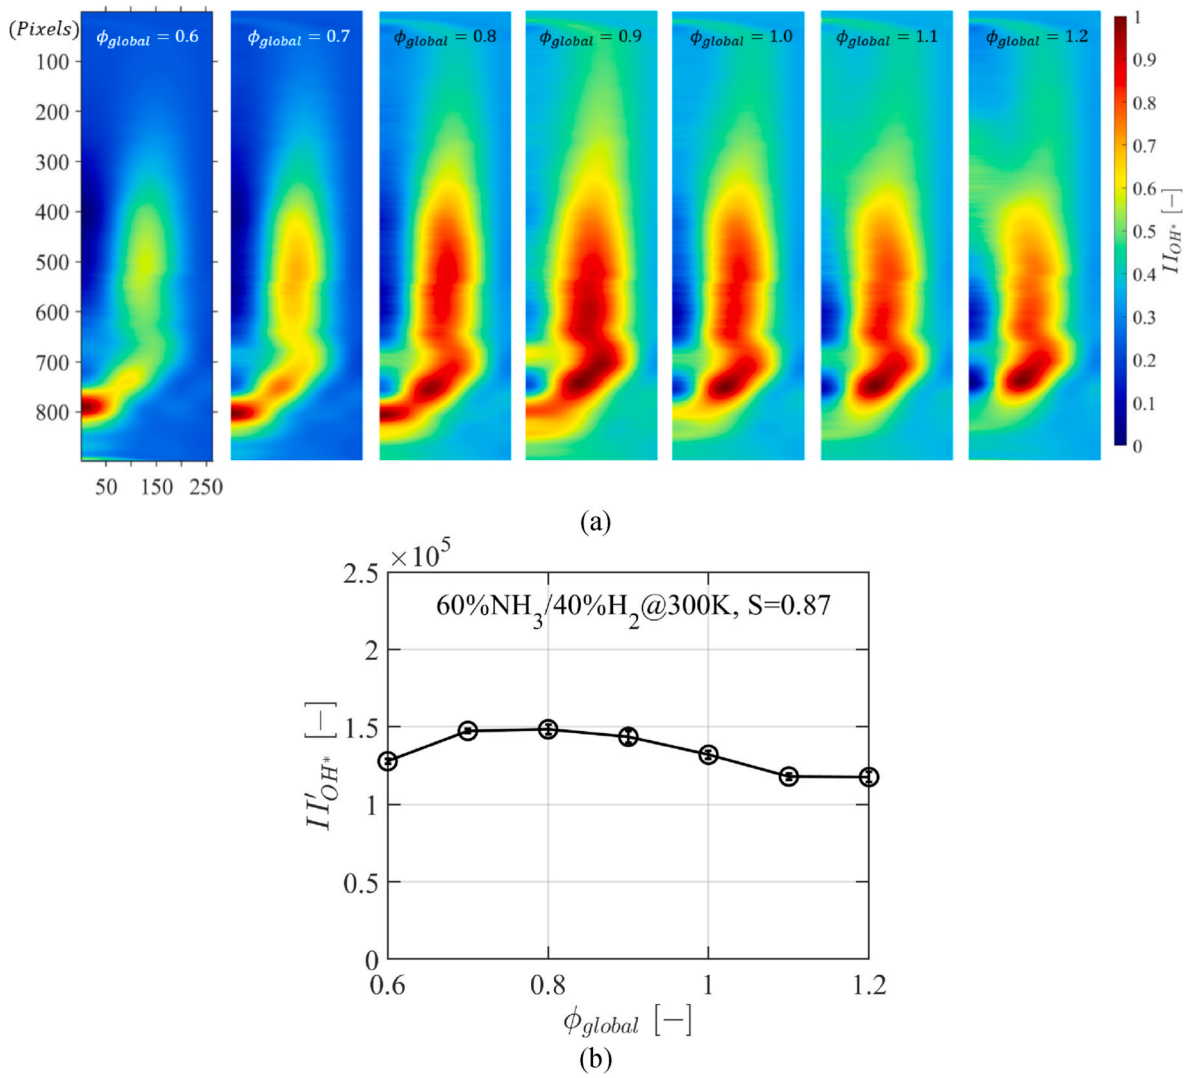 (Pixels)
ϕglobal = 0.6 ϕglobal = 0.7 ϕglobal = 0.8 ϕglobal = 0.9 ϕglobal = 1.0 ϕglobal = 1.1 ϕglobal = 1.2
100
200
300
400
500
600
700
800
50 150 250
1
0.9
0.8
0.7
0.6
0.5
0.4
0.3
0.2
0.1
0
IIOH* [−]
(a)
×10^5
2.5
2
1.5
1
0.5
0
II′OH* [−]
60%NH3/40%H2@300K, S=0.87
0.6 0.8 1 1.2
ϕglobal [−]
(b)